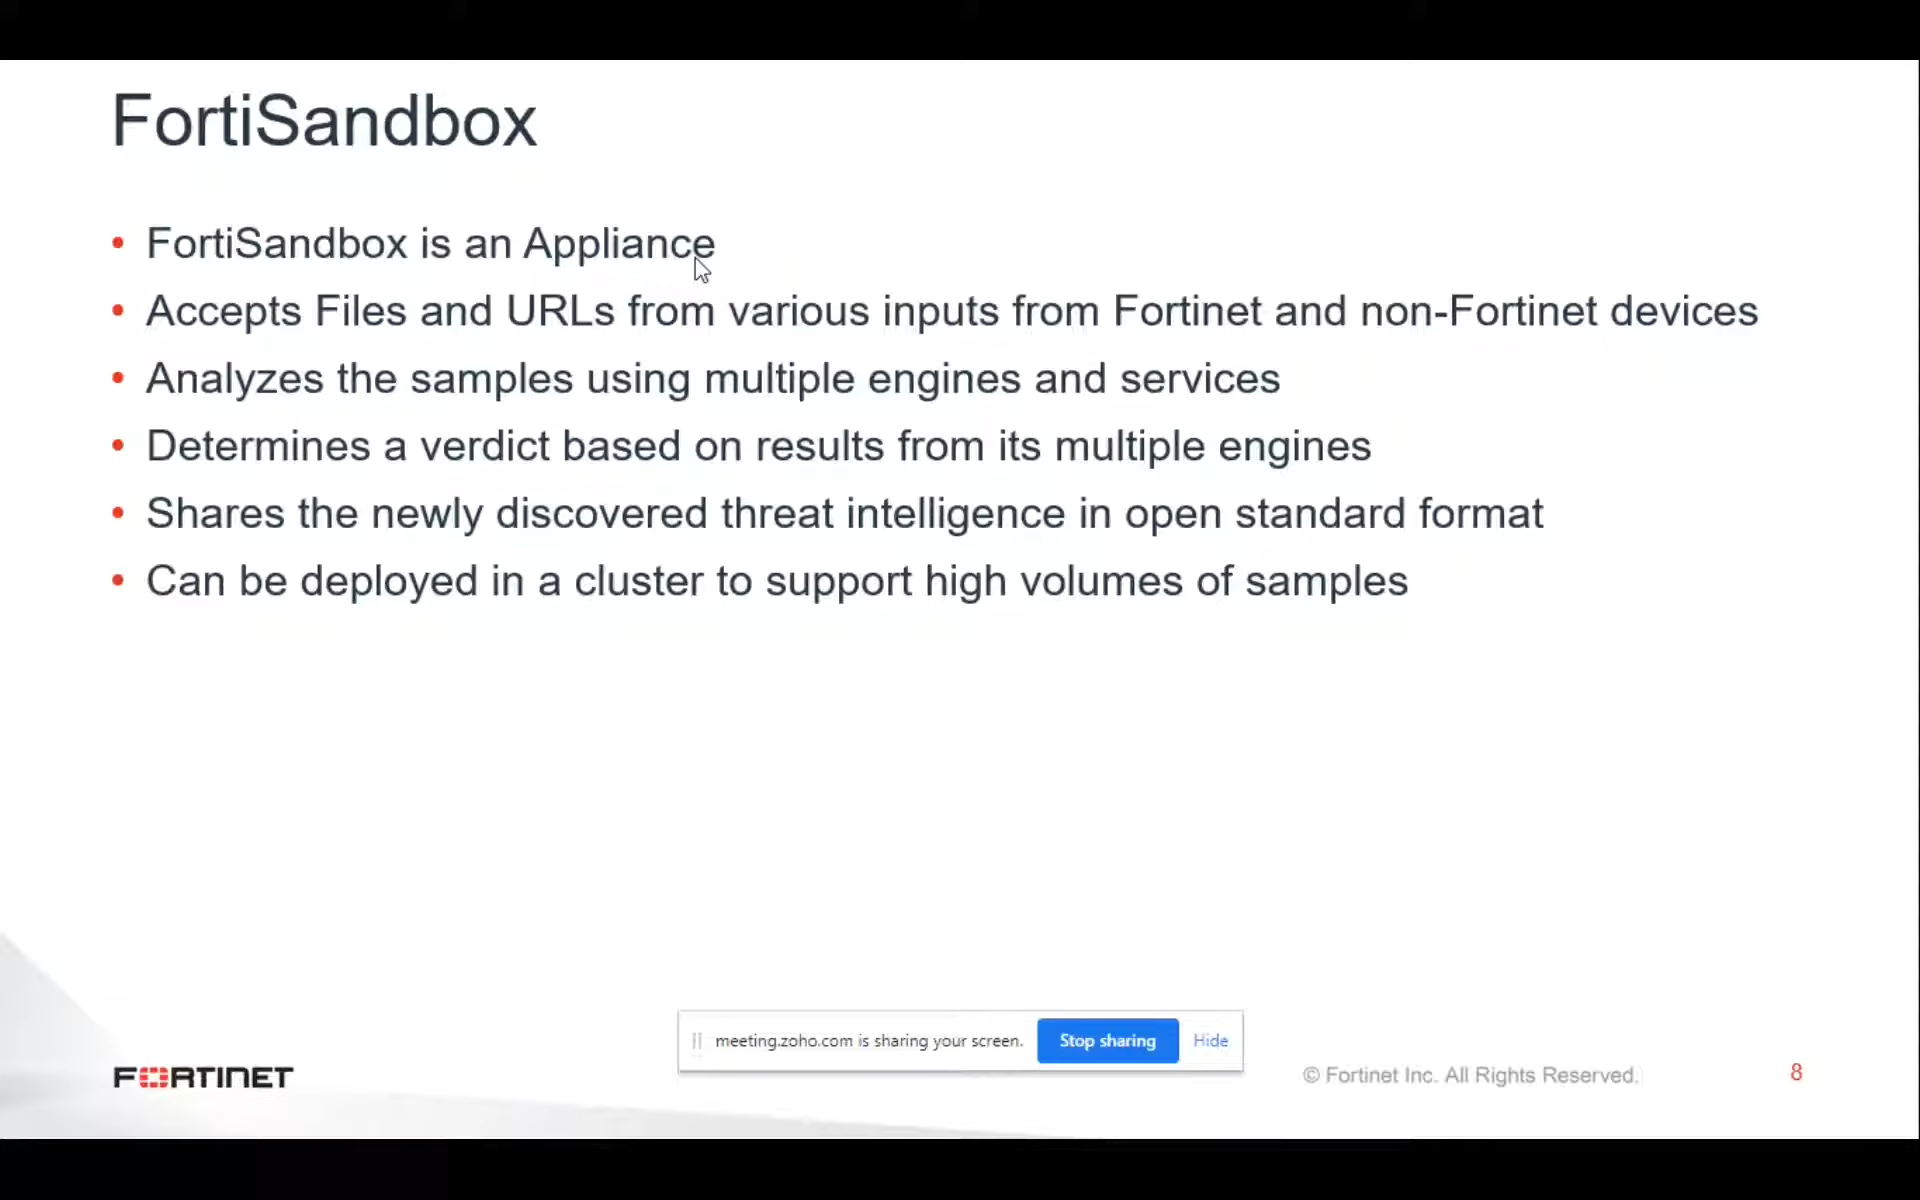 FortiSandbox
• FortiSandbox is an Appliance
• Accepts Files and URLs from various inputs from Fortinet and non-Fortinet devices
• Analyzes the samples using multiple engines and services
• Determines a verdict based on results from its multiple engines
• Shares the newly discovered threat intelligence in open standard format
• Can be deployed in a cluster to support high volumes of samples
meeting.zoho.com is sharing your screen. Stop sharing Hide
FORTINET © Fortinet Inc. All Rights Reserved. 8